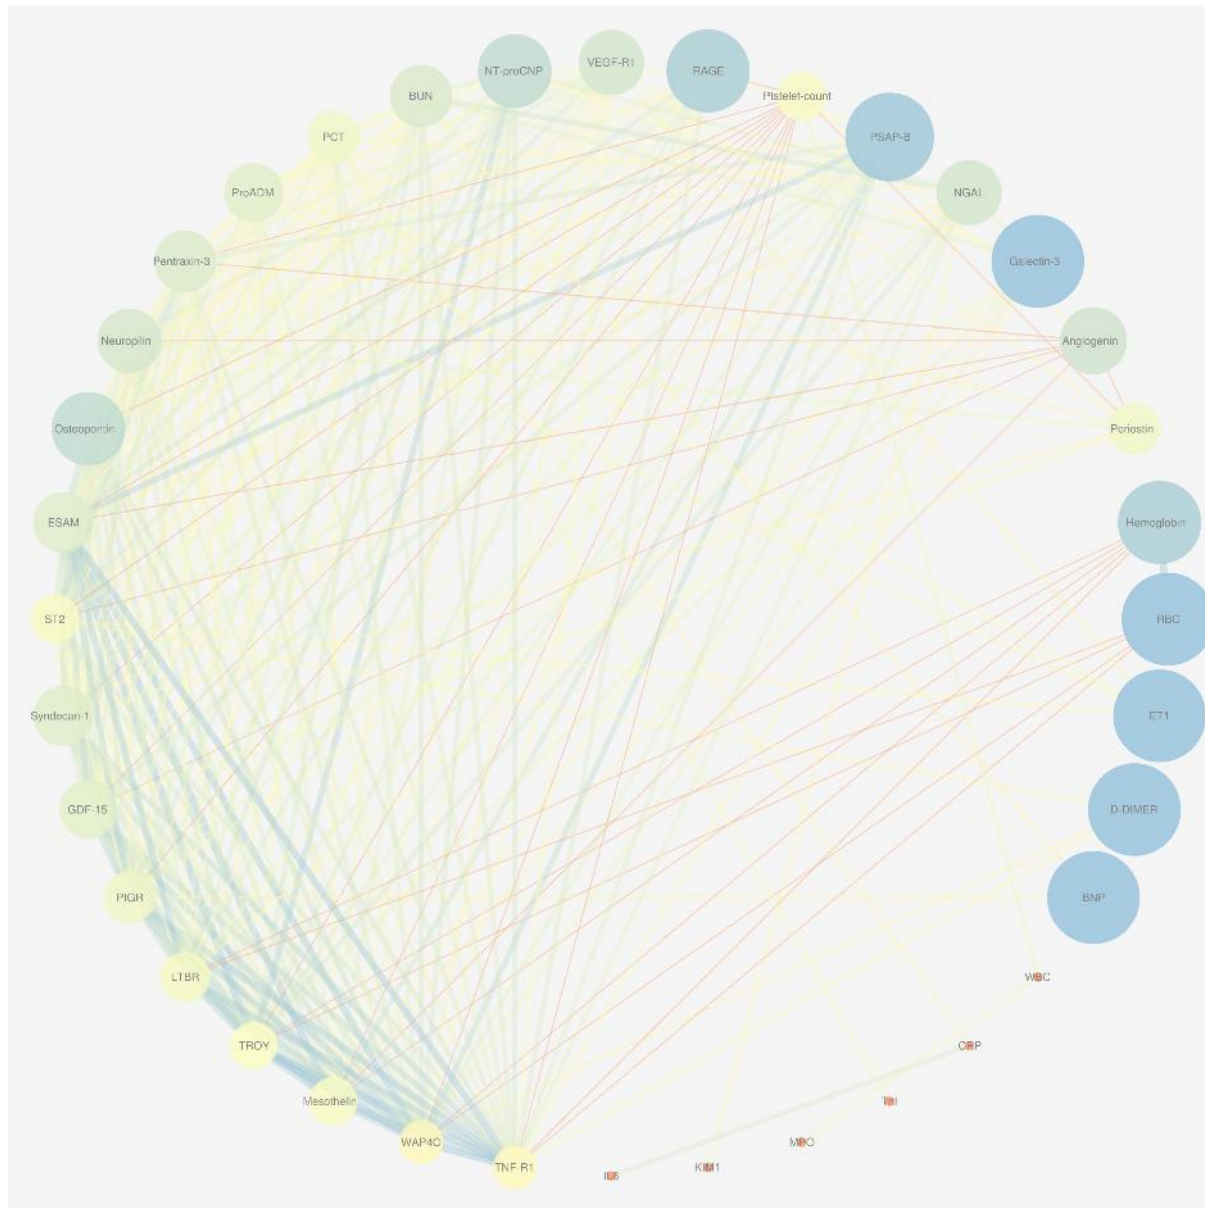 VEGF-R1
NT-proCNP
RAGE
BUN
Platelet-count
PCT
PSAP-B
ProADM
NGAL
Pentraxin-3
Galectin-3
Neuropilin
Angiogenin
Osteopontin
Periostin
ESAM
Hemoglobin
ST2
RBC
Syndecan-1
ET1
GDF-15
D-DIMER
PIGR
BNP
LTBR
WBC
TROY
CRP
Mesothelin
TnI
WAP4C
MPO
TNF-R1
KIM1
IL6